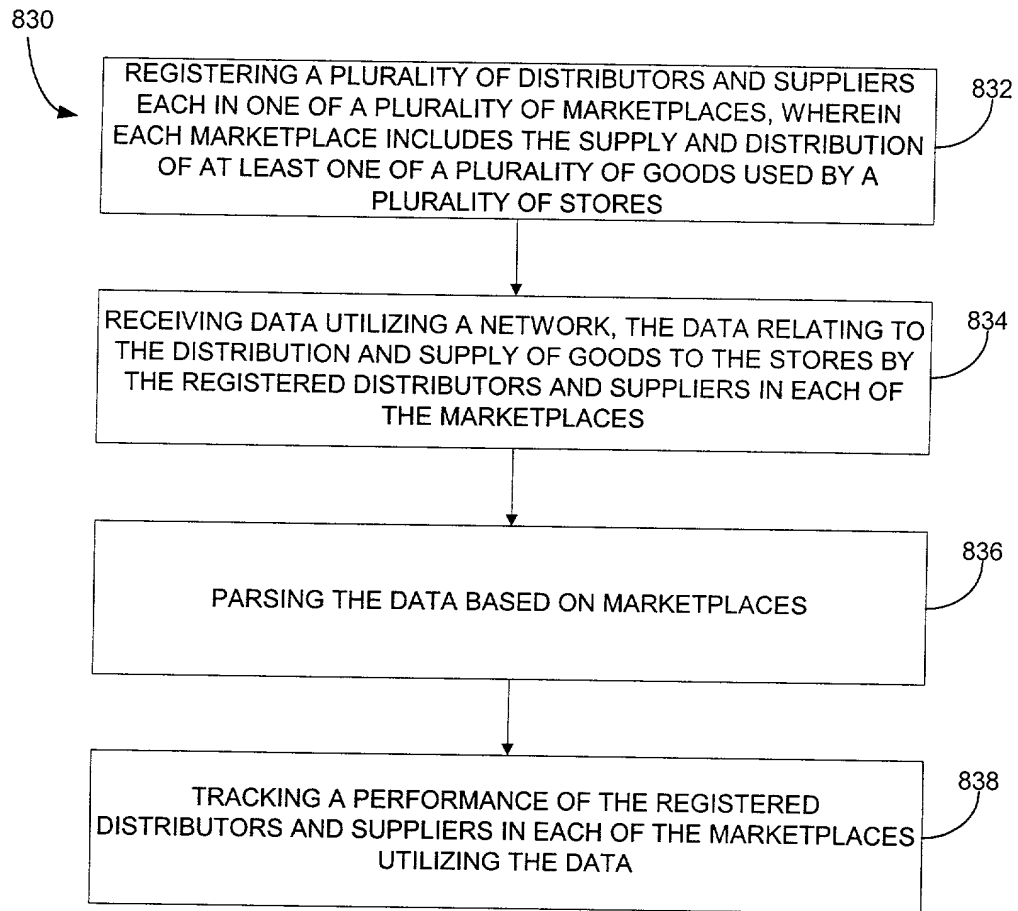 830
REGISTERING A PLURALITY OF DISTRIBUTORS AND SUPPLIERS
EACH IN ONE OF A PLURALITY OF MARKETPLACES, WHEREIN
EACH MARKETPLACE INCLUDES THE SUPPLY AND DISTRIBUTION
OF AT LEAST ONE OF A PLURALITY OF GOODS USED BY A
PLURALITY OF STORES
832
RECEIVING DATA UTILIZING A NETWORK, THE DATA RELATING TO
THE DISTRIBUTION AND SUPPLY OF GOODS TO THE STORES BY
THE REGISTERED DISTRIBUTORS AND SUPPLIERS IN EACH OF
THE MARKETPLACES
834
PARSING THE DATA BASED ON MARKETPLACES
836
TRACKING A PERFORMANCE OF THE REGISTERED
DISTRIBUTORS AND SUPPLIERS IN EACH OF THE MARKETPLACES
UTILIZING THE DATA
838